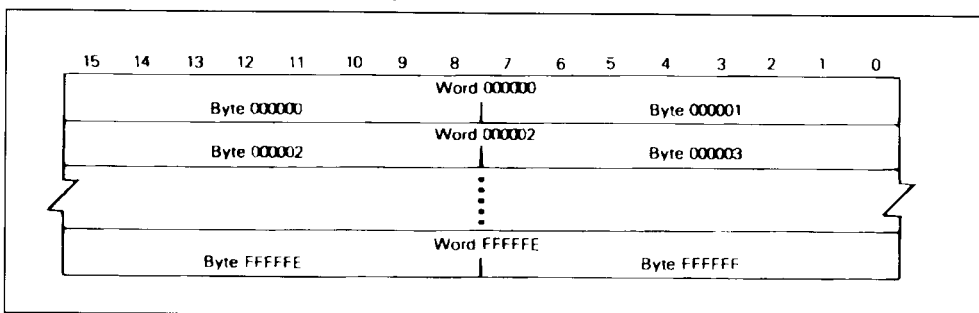 15 14 13 12 11 10 9 8 7 6 5 4 3 2 1 0
Word 000000
Byte 000000 Byte 000001
Word 000002
Byte 000002 Byte 000003
Word FFFFFE
Byte FFFFFE Byte FFFFFF